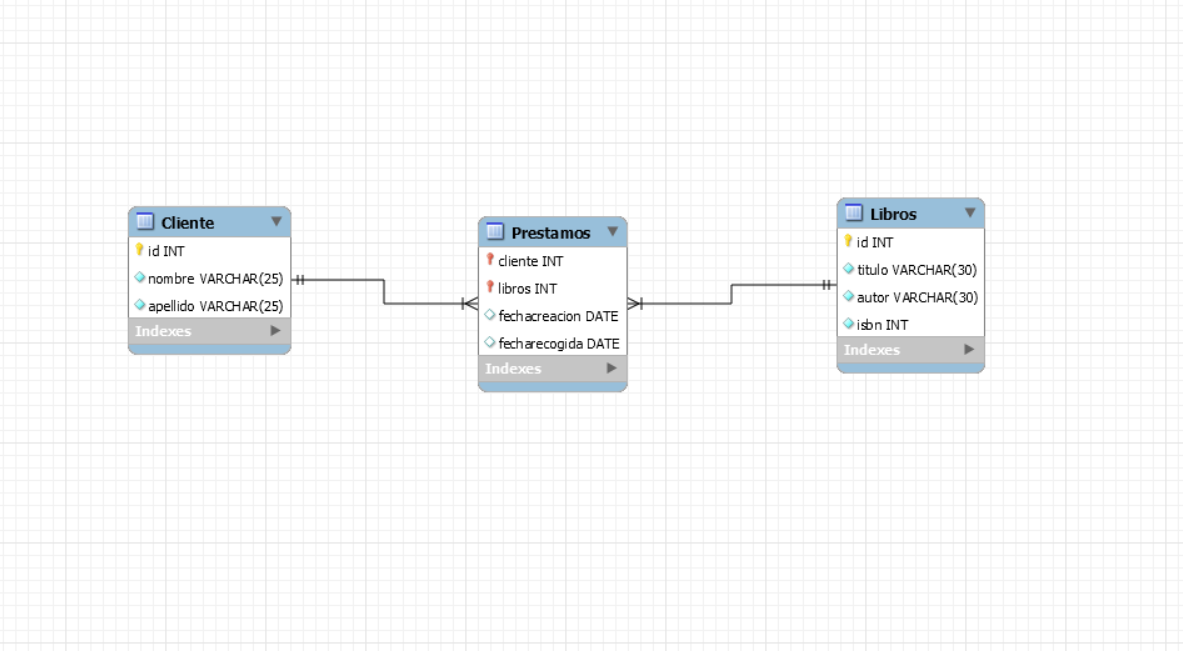 Cliente
id INT
nombre VARCHAR(25)
apellido VARCHAR(25)
Indexes
Prestamos
cliente INT
libros INT
fechacreacion DATE
fecharecogida DATE
Indexes
Libros
id INT
titulo VARCHAR(30)
autor VARCHAR(30)
isbn INT
Indexes